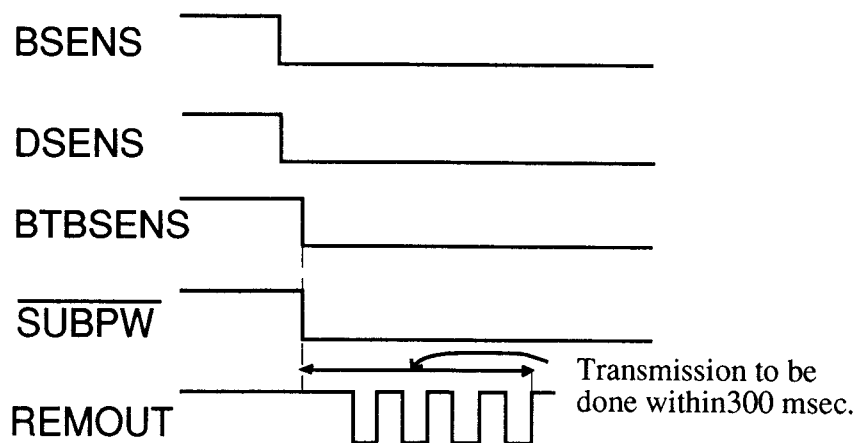 BSENS
DSENS
BTBSENS
SUBPW
Transmission to be
done within300 msec.
REMOUT